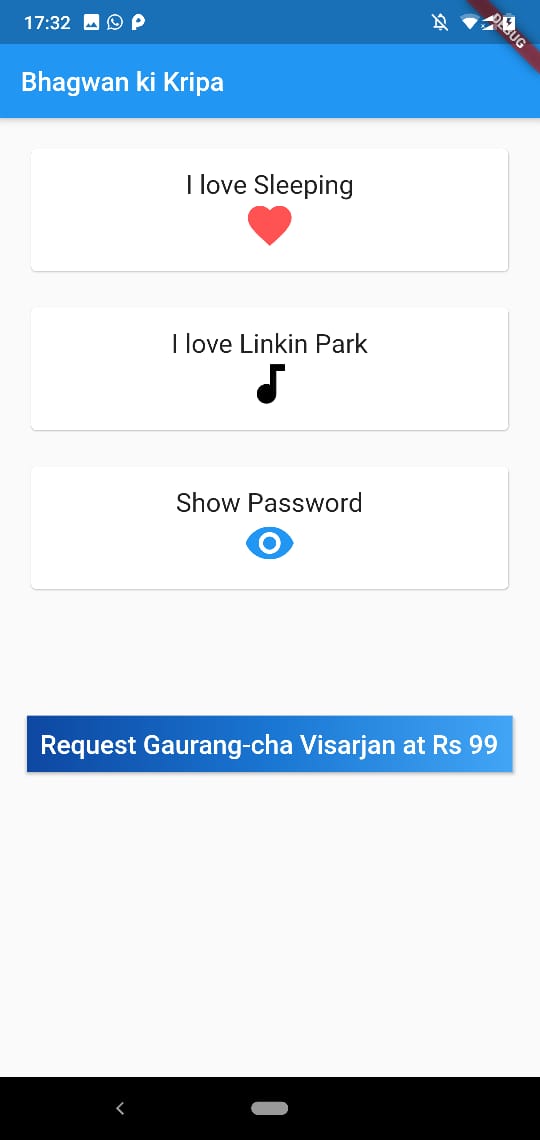 17:32
DEBUG
Bhagwan ki Kripa
I love Sleeping
I love Linkin Park
Show Password
Request Gaurang-cha Visarjan at Rs 99